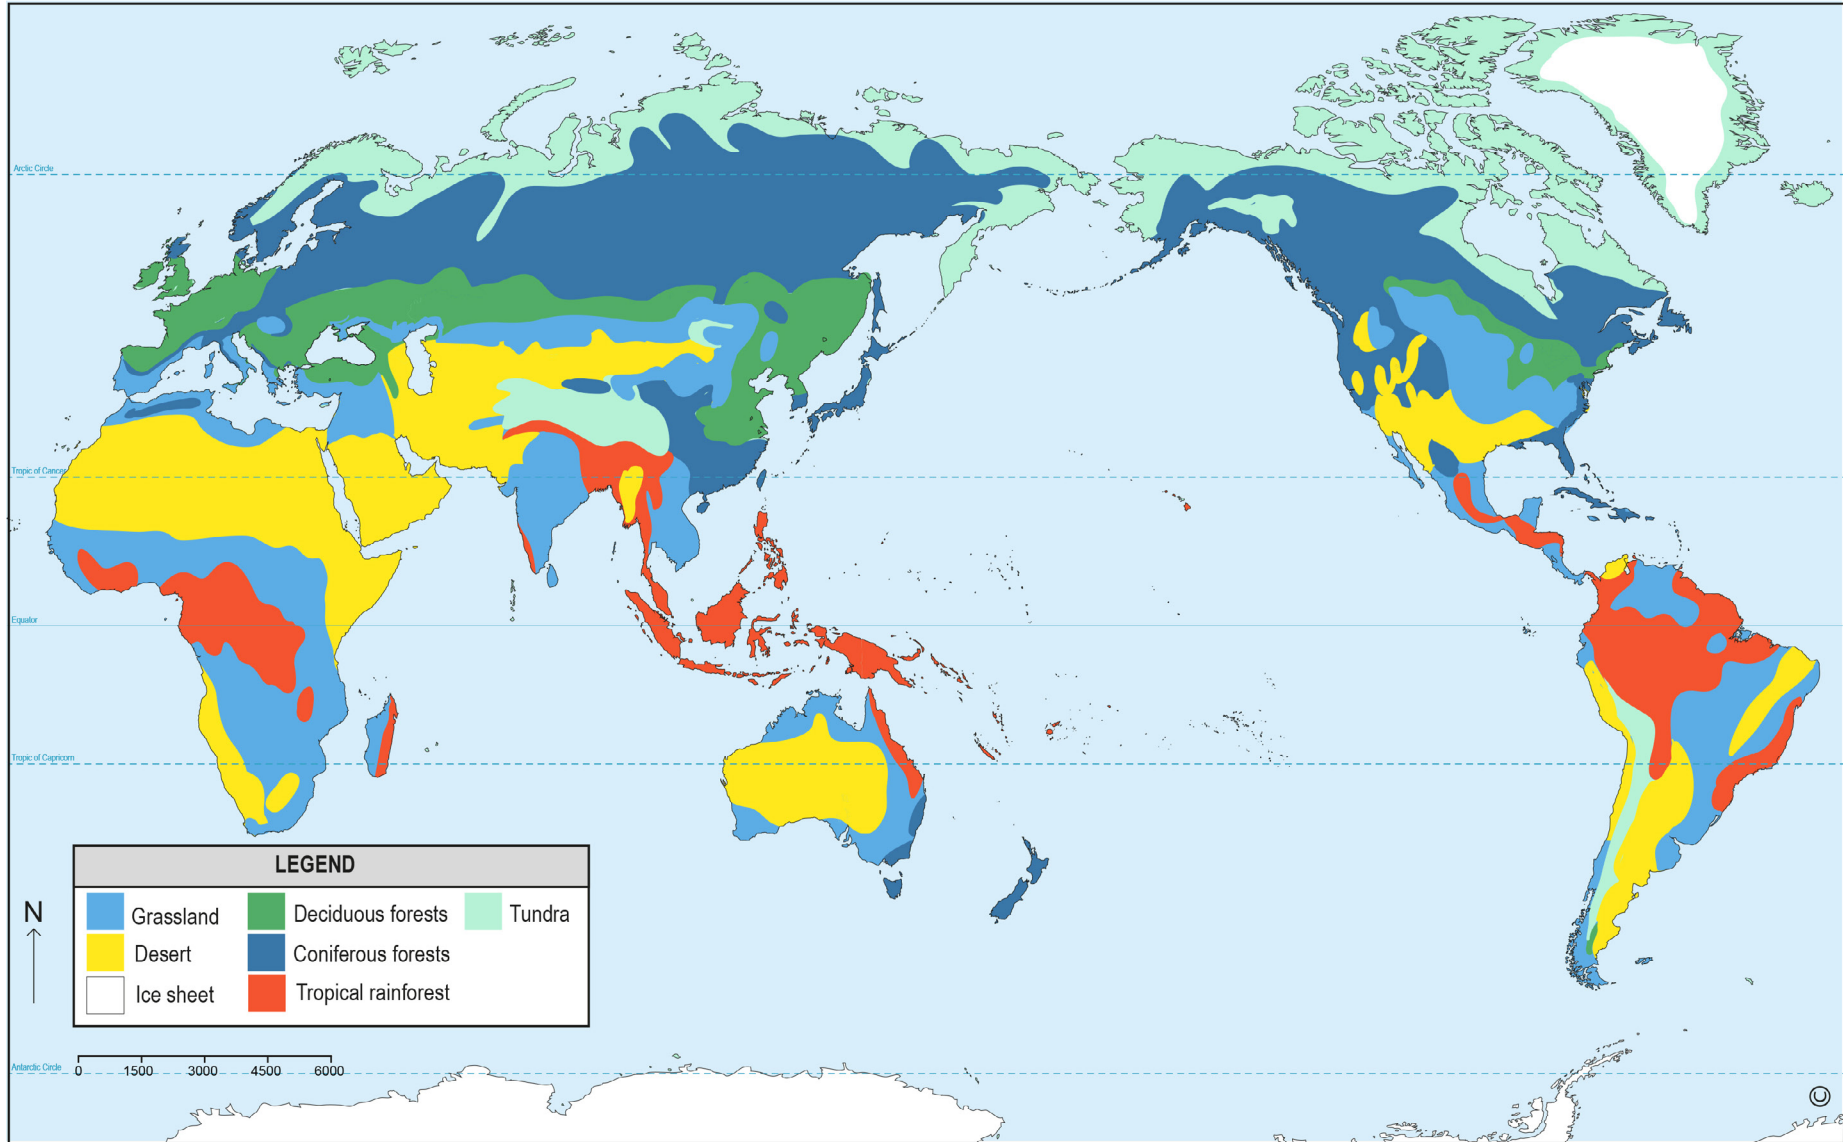 Arctic Circle
Tropic of Cancer
Equator
Tropic of Capricorn
LEGEND
Grassland
Deciduous forests
Tundra
Desert
Coniferous forests
Ice sheet
Tropical rainforest
N
0 1500 3000 4500 6000
Antarctic Circle